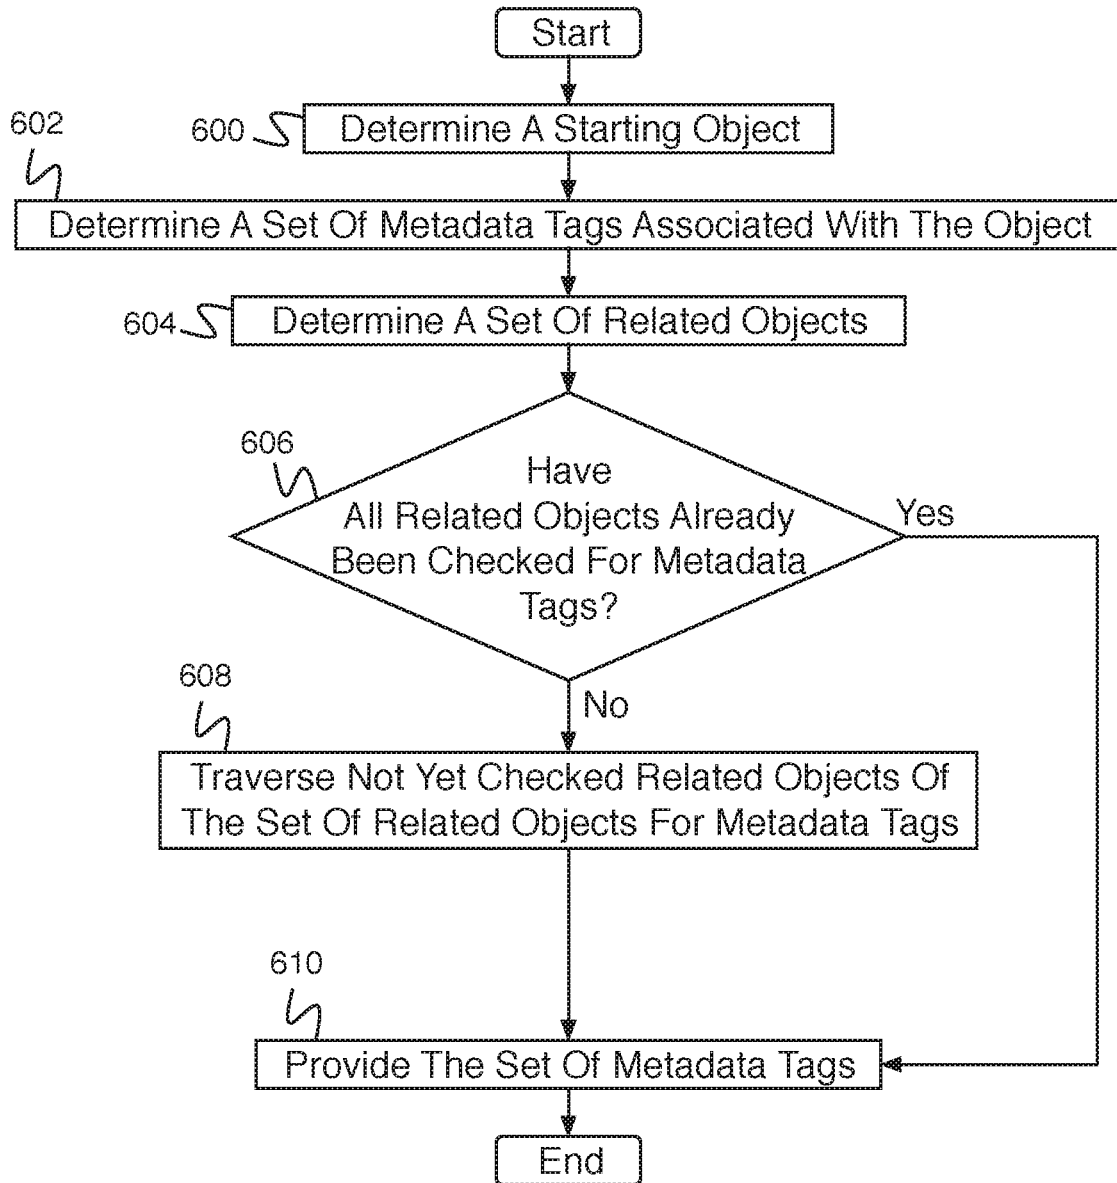 Start
600
Determine A Starting Object
602
Determine A Set Of Metadata Tags Associated With The Object
604
Determine A Set Of Related Objects
606
Have
All Related Objects Already
Been Checked For Metadata
Tags?
Yes
No
608
Traverse Not Yet Checked Related Objects Of
The Set Of Related Objects For Metadata Tags
610
Provide The Set Of Metadata Tags
End